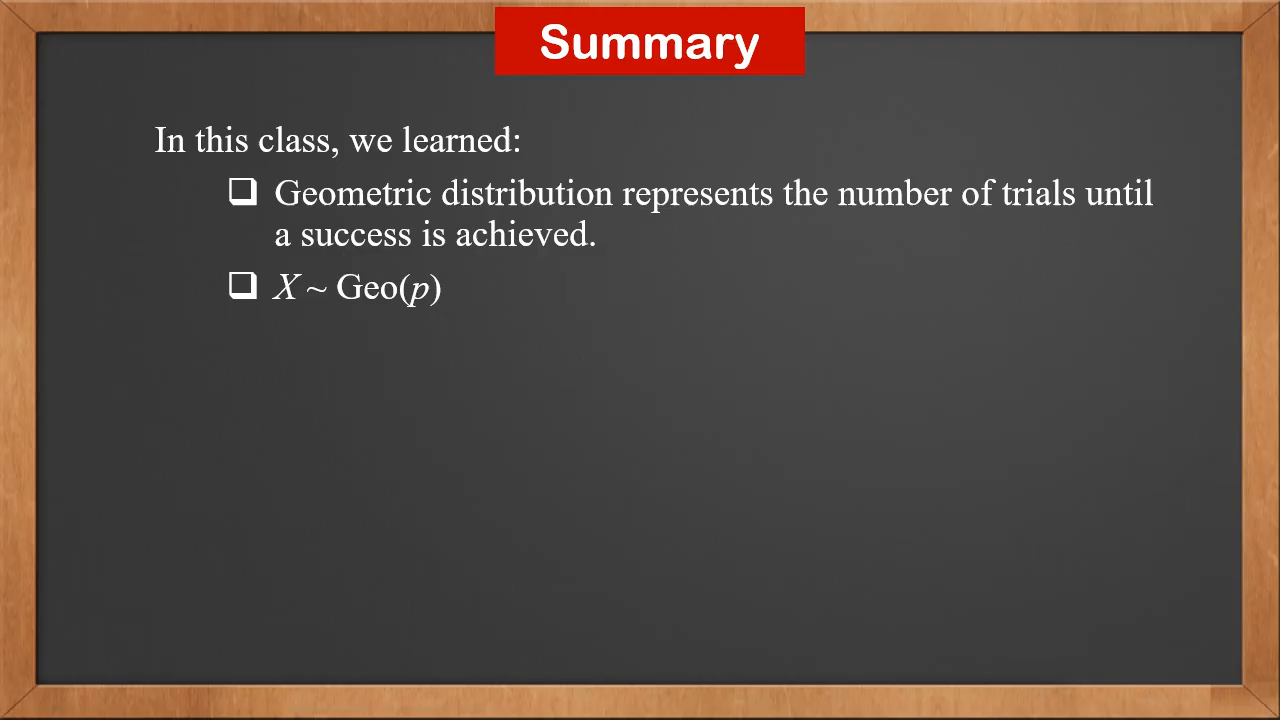 Summary
In this class, we learned:
❑ Geometric distribution represents the number of trials until
a success is achieved.
❑ X ~ Geo(p)